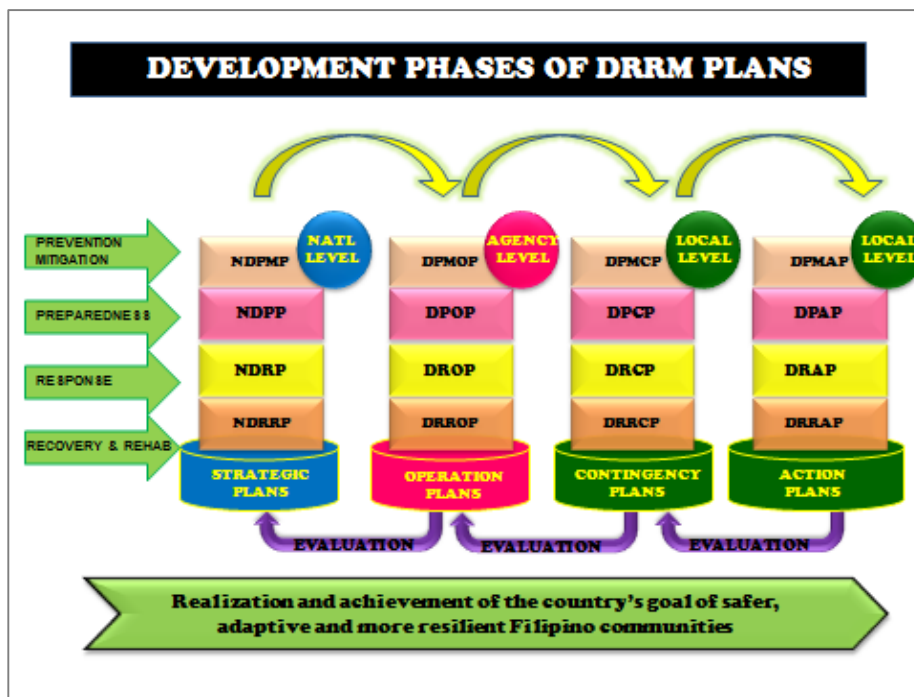 DEVELOPMENT PHASES OF DRRM PLANS
PREVENTION
MITIGATION
NDPMP
NATL
LEVEL
DPMOP
AGENCY
LEVEL
DPMCP
LOCAL
LEVEL
DPMAP
LOCAL
LEVEL
PREPAREDNESS
NDPP
DPOP
DPCP
DPAP
RESPONSE
NDRP
DROP
DRCP
DRAP
RECOVERY & REHAB
NDRRP
DRROP
DRRCP
DRRAP
STRATEGIC
PLANS
OPERATION
PLANS
CONTINGENCY
PLANS
ACTION
PLANS
EVALUATION
EVALUATION
EVALUATION
Realization and achievement of the country's goal of safer,
adaptive and more resilient Filipino communities